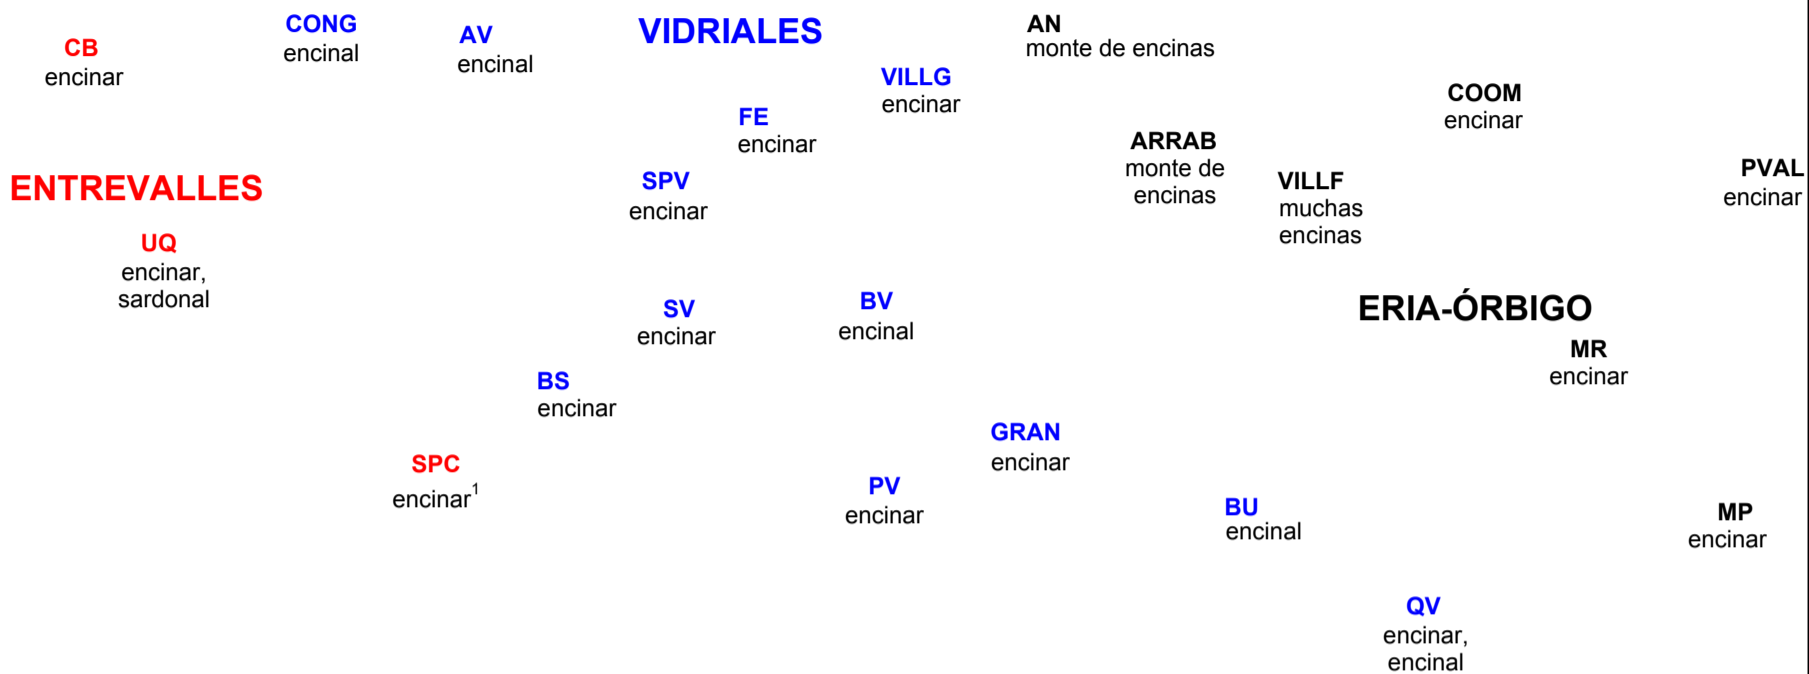 CONG
encinal
AV
encinal
VIDRIALES
AN
monte de encinas
CB
encinar
VILLG
encinar
COOM
encinar
FE
encinar
ARRAB
monte de
encinas
PVAL
encinar
ENTREVALLES
SPV
encinar
VILLF
muchas
encinas
UQ
encinar,
sardonal
SV
encinar
BV
encinal
ERIA-ÓRBIGO
MR
encinar
BS
encinar
GRAN
encinar
SPC
encinar¹
PV
encinar
BU
encinal
MP
encinar
QV
encinar,
encinal